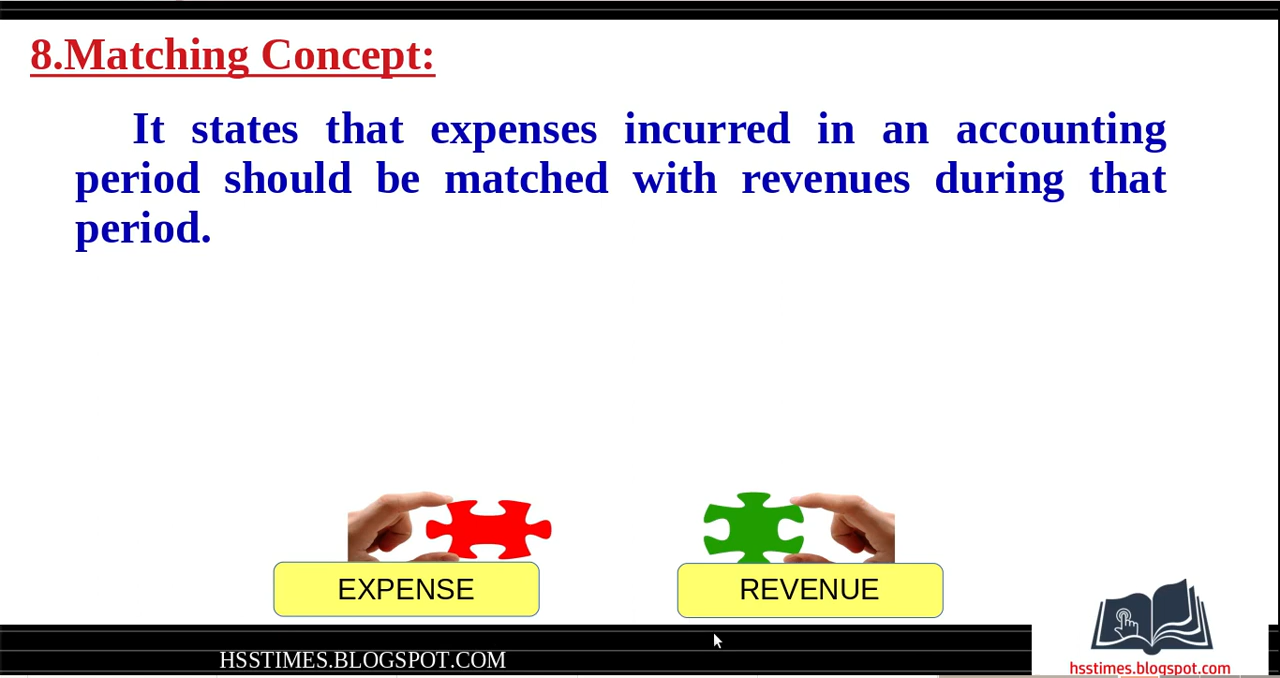 8.Matching Concept:
It states that expenses incurred in an accounting
period should be matched with revenues during that
period.
EXPENSE
REVENUE
HSSTIMES.BLOGSPOT.COM
hsstimes.blogspot.com